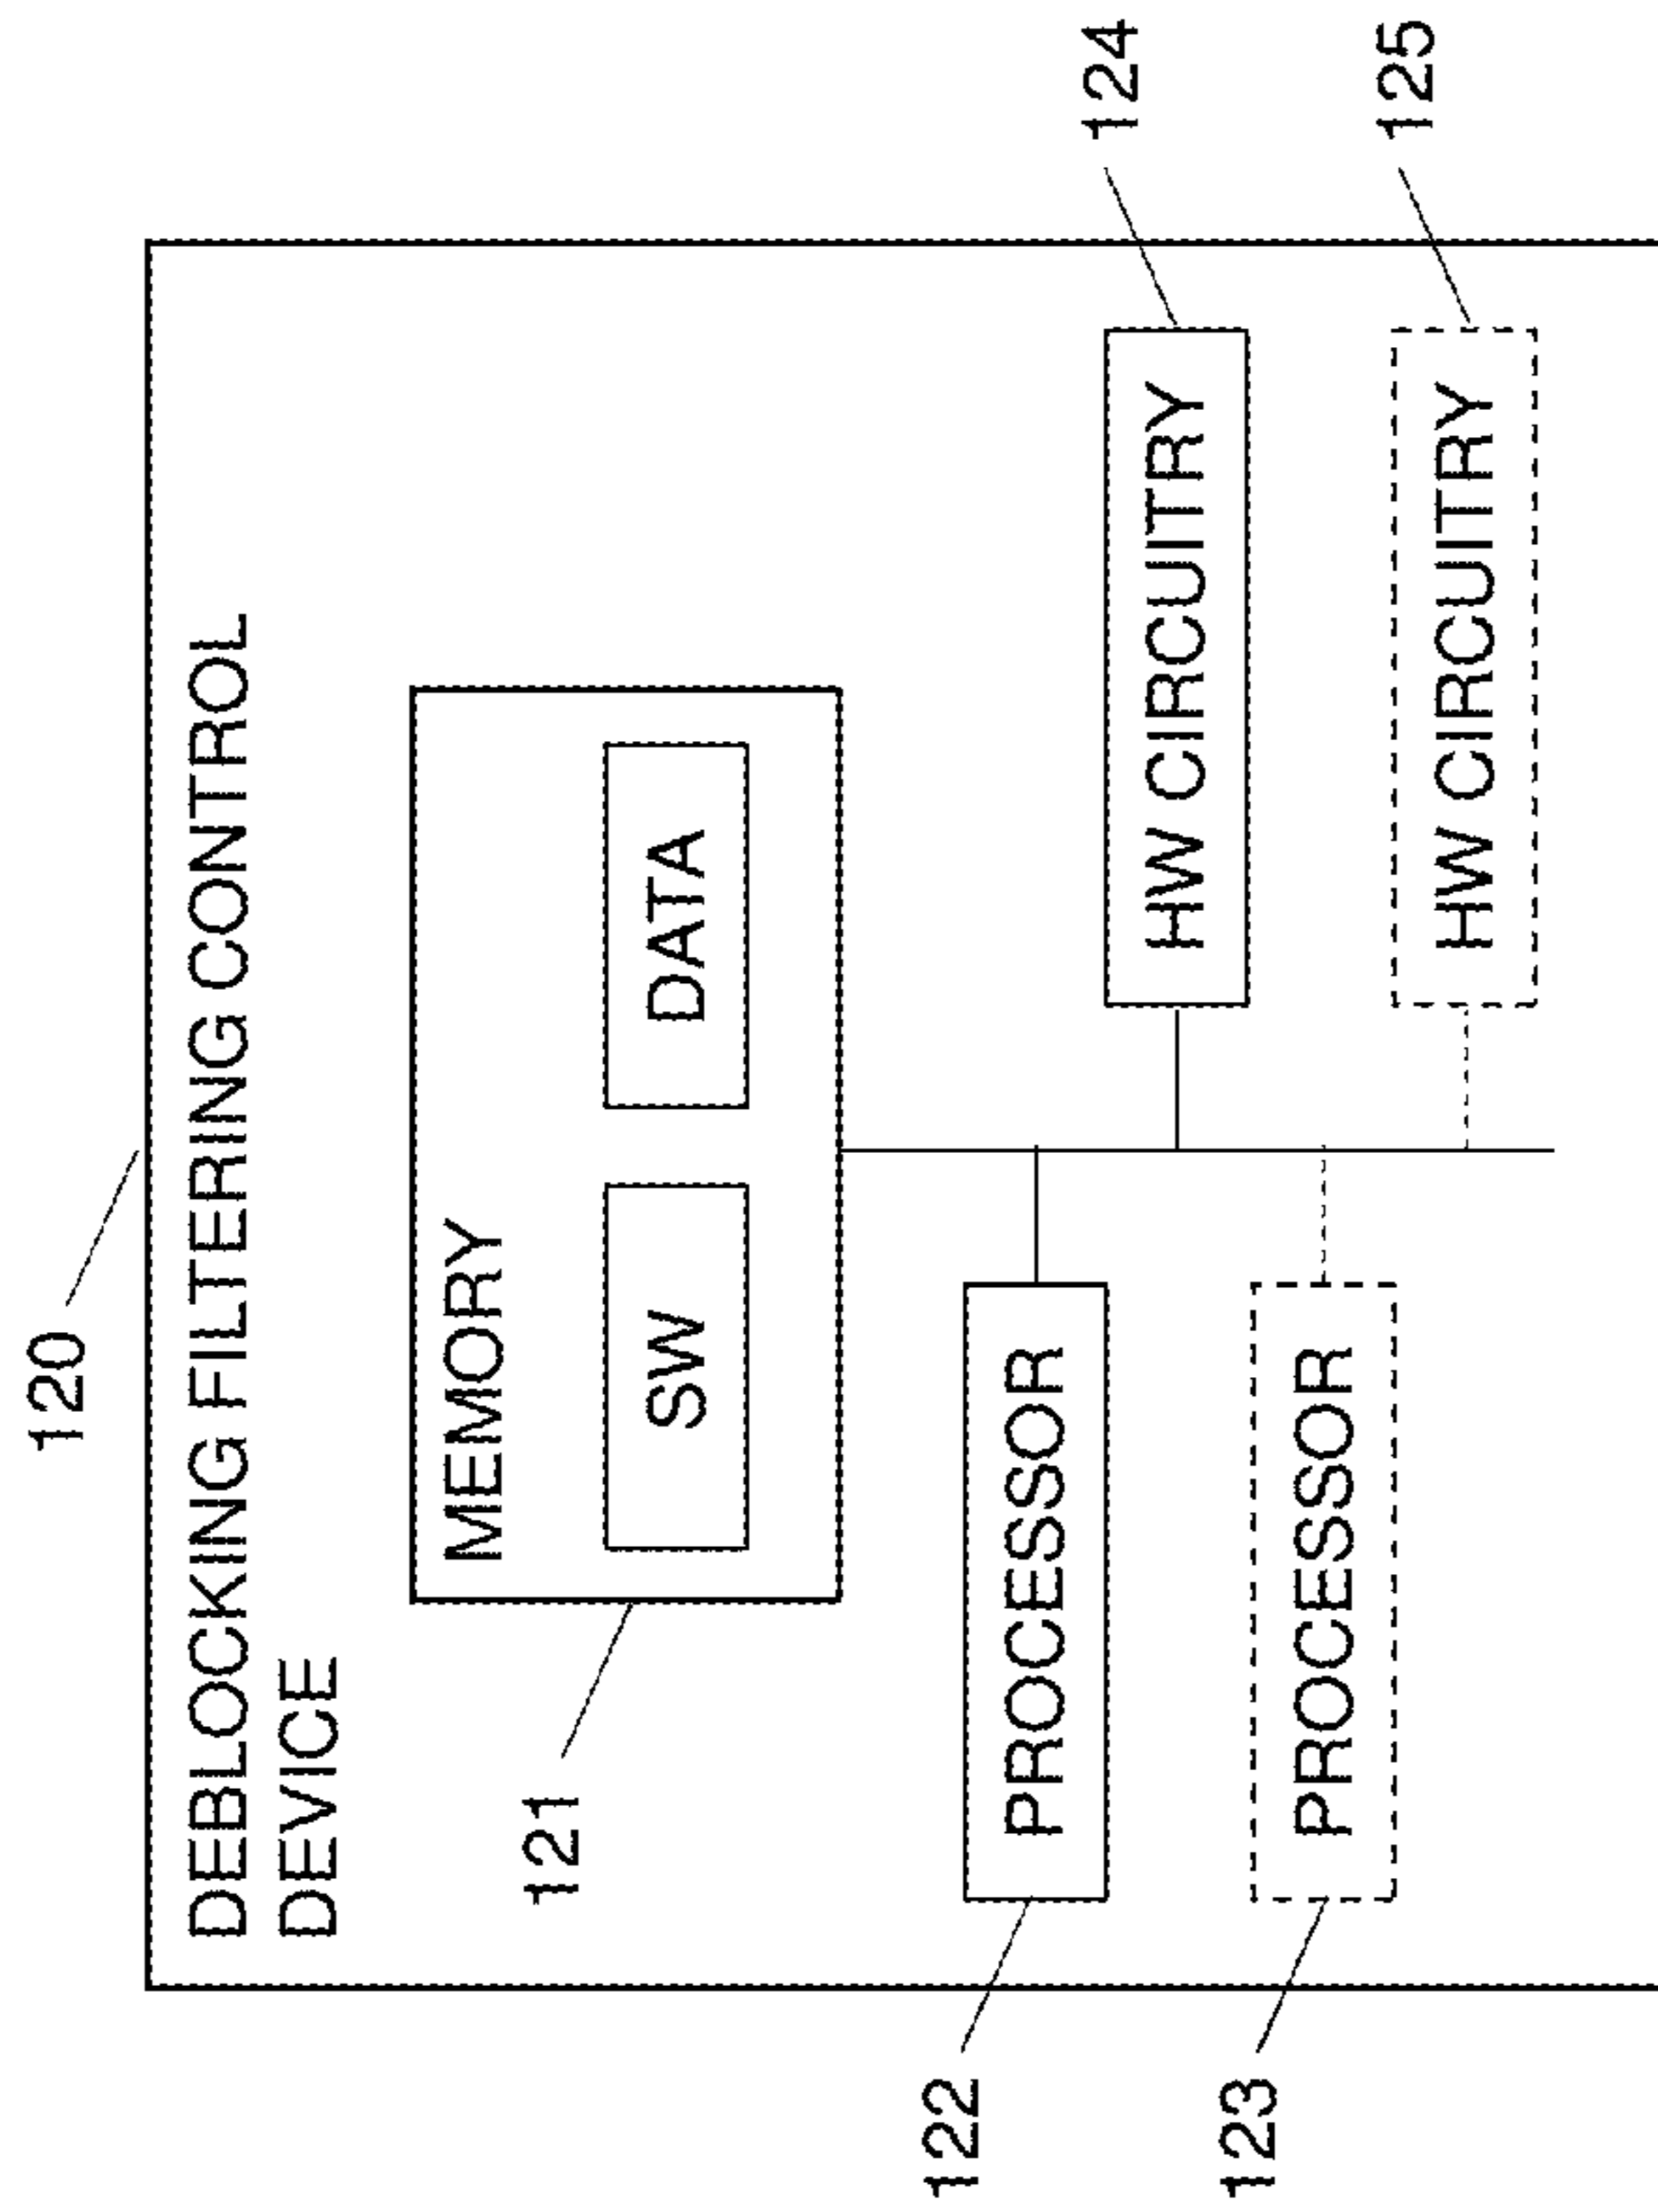 120
DEBLOCKING FILTERING CONTROL
DEVICE
MEMORY
121
SW
DATA
122
PROCESSOR
124
HW CIRCUITRY
123
PROCESSOR
125
HW CIRCUITRY